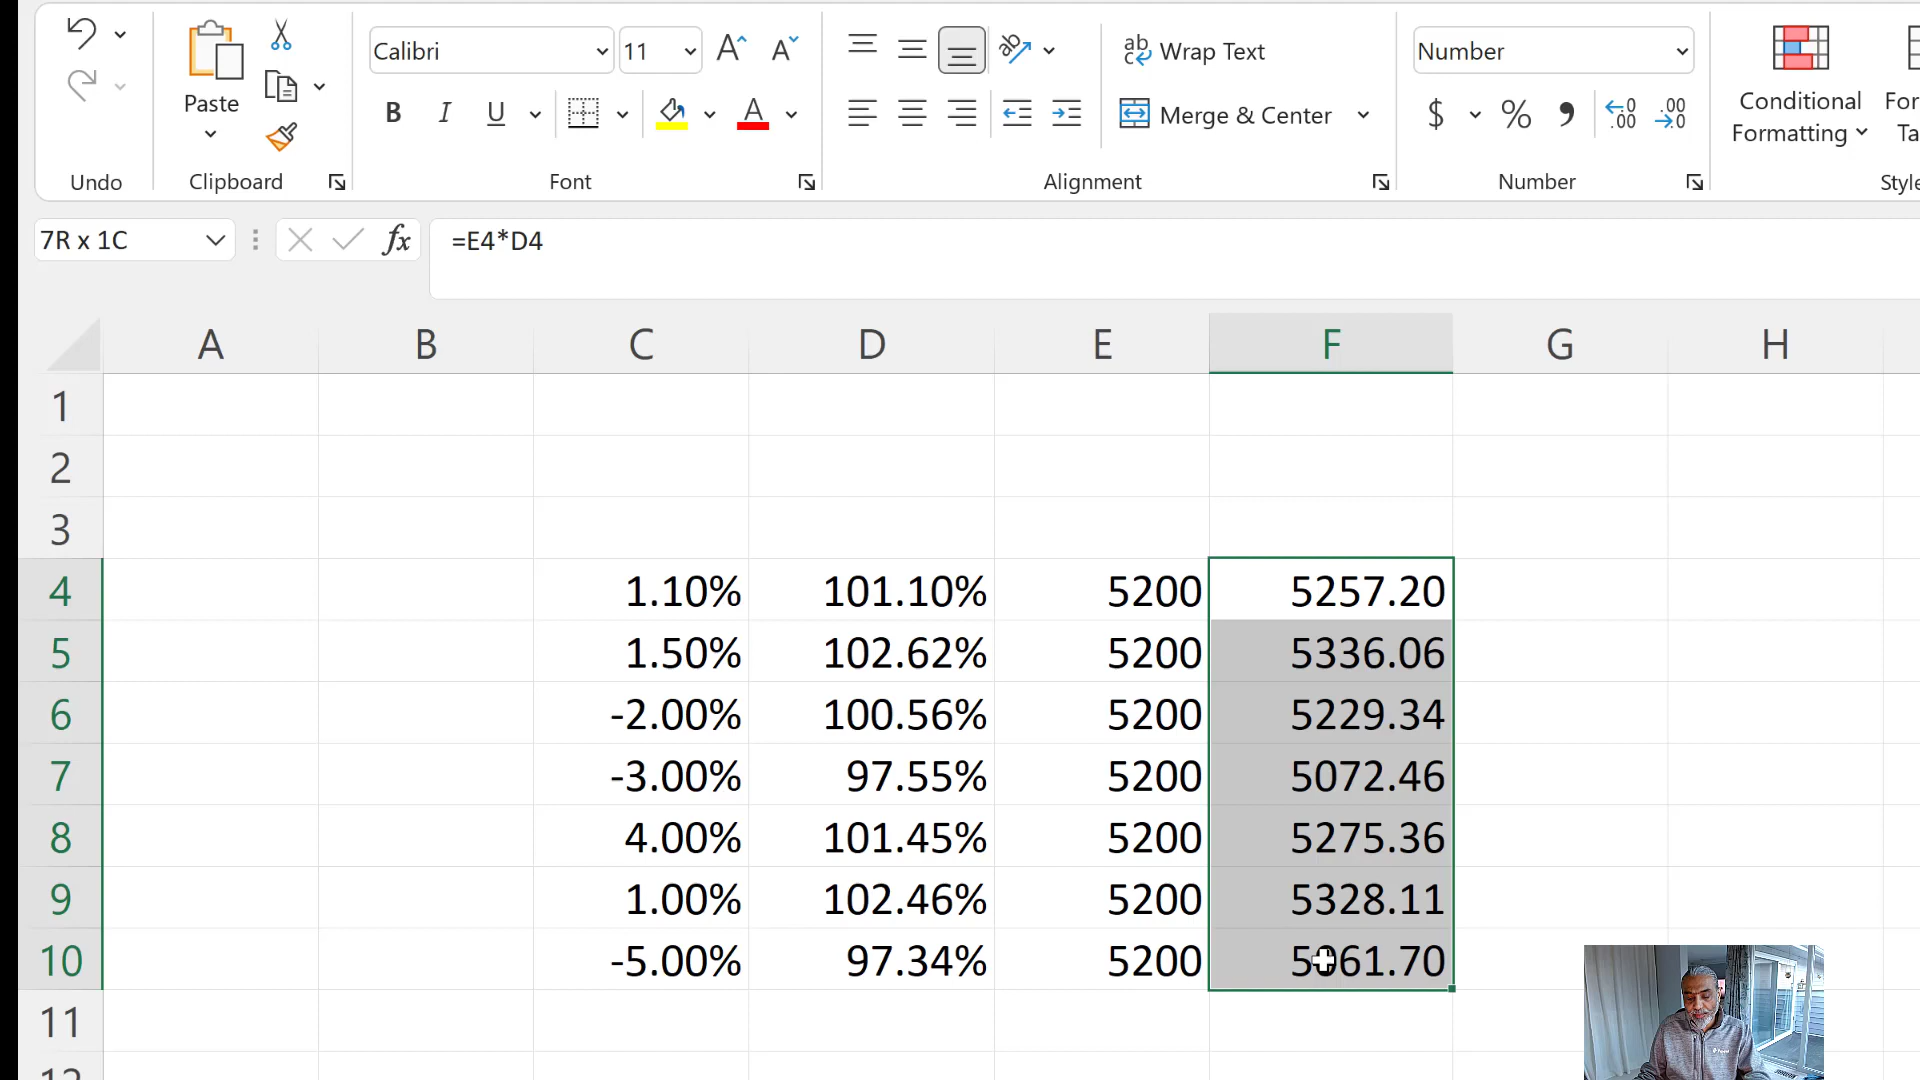 Calibri 11 A A ab Wrap Text Number
Paste B I U A Merge & Center $ % , Conditional Formatting
Undo Clipboard Font Alignment Number
7R x 1C fx =E4*D4
A B C D E F G H
1
2
3
4 1.10% 101.10% 5200 5257.20
5 1.50% 102.62% 5200 5336.06
6 -2.00% 100.56% 5200 5229.34
7 -3.00% 97.55% 5200 5072.46
8 4.00% 101.45% 5200 5275.36
9 1.00% 102.46% 5200 5328.11
10 -5.00% 97.34% 5200 5061.70
11